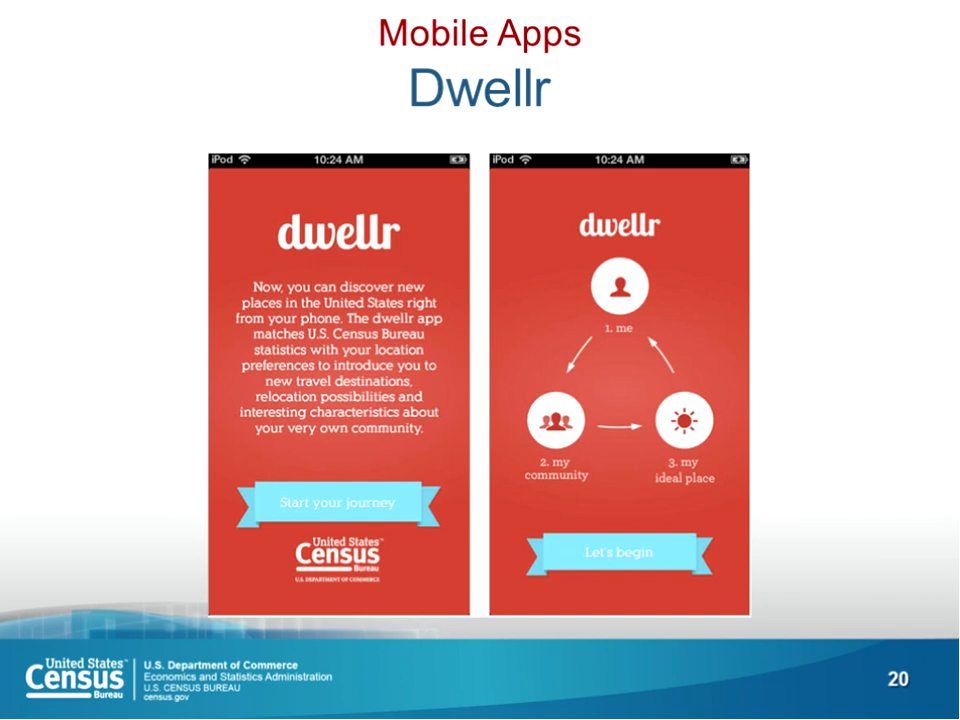 Mobile Apps
Dwellr
iPod 10:24 AM
dwellr
Now, you can discover new
places in the United States right
from your phone. The dwellr app
matches U.S. Census Bureau
statistics with your location
preferences to introduce you to
new travel destinations,
relocation possibilities and
interesting characteristics about
your very own community.
Start your journey
United States™
Census
Bureau
U.S. DEPARTMENT OF COMMERCE
iPod 10:24 AM
dwellr
1. me
2. my
community
3. my
ideal place
Let's begin
United States™
Census
Bureau
U.S. Department of Commerce
Economics and Statistics Administration
U.S. CENSUS BUREAU
census.gov
20